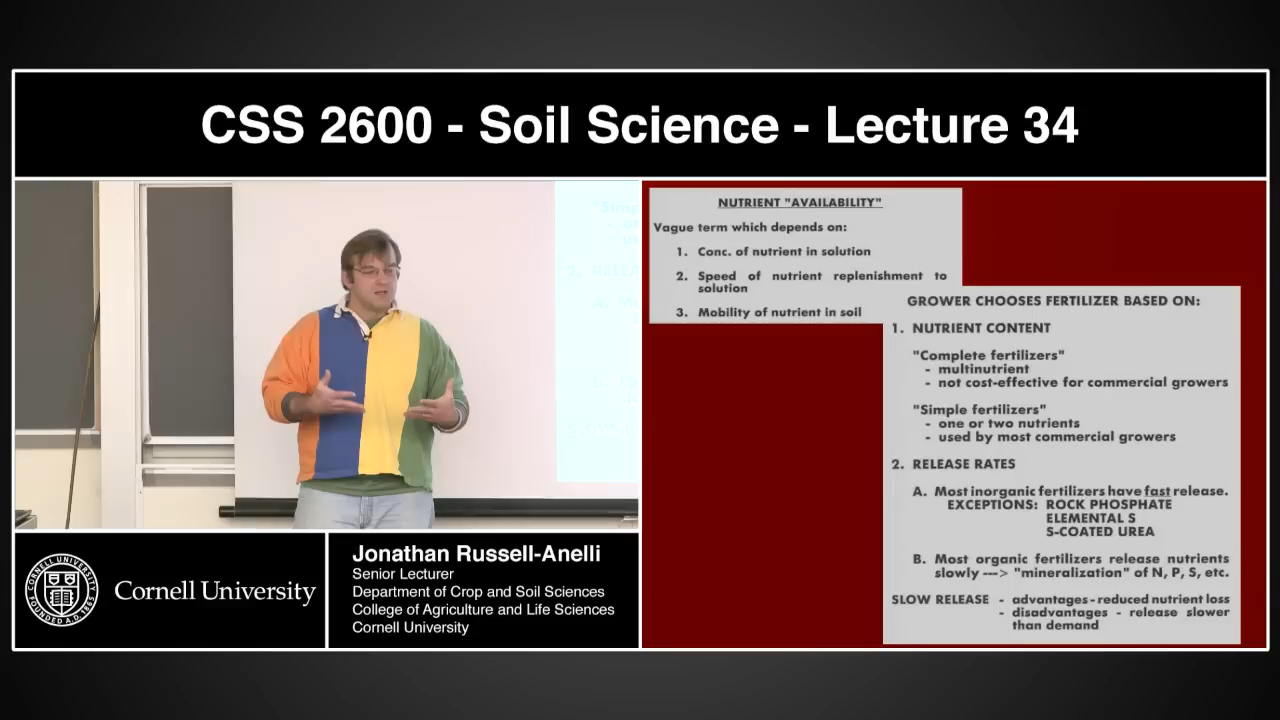 CSS 2600 - Soil Science - Lecture 34
NUTRIENT "AVAILABILITY"
Vague term which depends on:
1. Conc. of nutrient in solution
2. Speed of nutrient replenishment to
solution
3. Mobility of nutrient in soil
GROWER CHOOSES FERTILIZER BASED ON:
1. NUTRIENT CONTENT
"Complete fertilizers"
- multinutrient
- not cost-effective for commercial growers
"Simple fertilizers"
- one or two nutrients
- used by most commercial growers
2. RELEASE RATES
A. Most inorganic fertilizers have fast release.
EXCEPTIONS: ROCK PHOSPHATE
ELEMENTAL S
S-COATED UREA
B. Most organic fertilizers release nutrients
slowly ---> "mineralization" of N, P, S, etc.
SLOW RELEASE - advantages - reduced nutrient loss
- disadvantages - release slower
than demand
CORNELL UNIVERSITY
FOUNDED A.D. 1865
Cornell University
Jonathan Russell-Anelli
Senior Lecturer
Department of Crop and Soil Sciences
College of Agriculture and Life Sciences
Cornell University